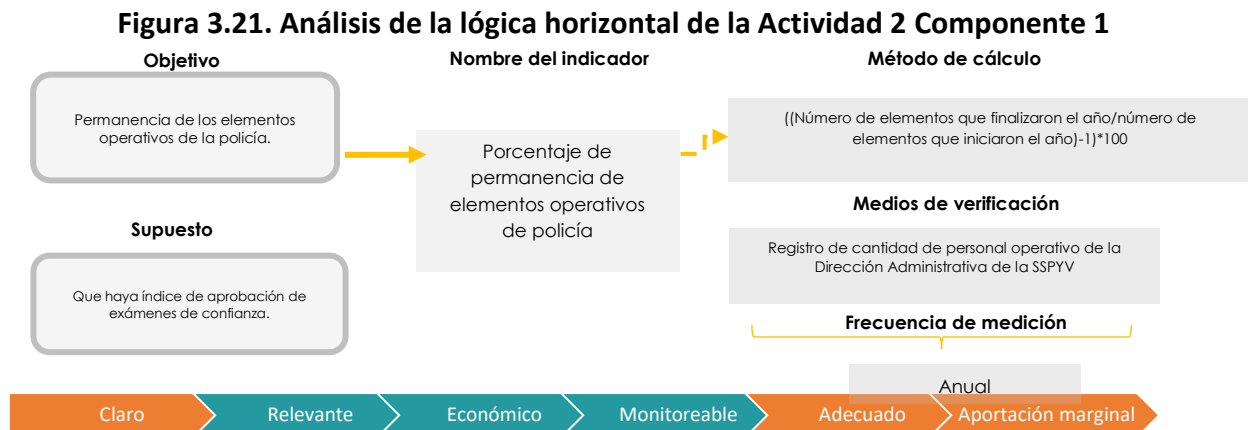 Figura 3.21. Análisis de la lógica horizontal de la Actividad 2 Componente 1
Objetivo
Permanencia de los elementos
operativos de la policía.
Supuesto
Que haya índice de aprobación de
exámenes de confianza.
Nombre del indicador
Porcentaje de
permanencia de
elementos operativos
de policía
Método de cálculo
((Número de elementos que finalizaron el año/número de
elementos que iniciaron el año)-1)*100
Medios de verificación
Registro de cantidad de personal operativo de la
Dirección Administrativa de la SSPYV
Frecuencia de medición
Anual
Claro
Relevante
Económico
Monitoreable
Adecuado
Aportación marginal